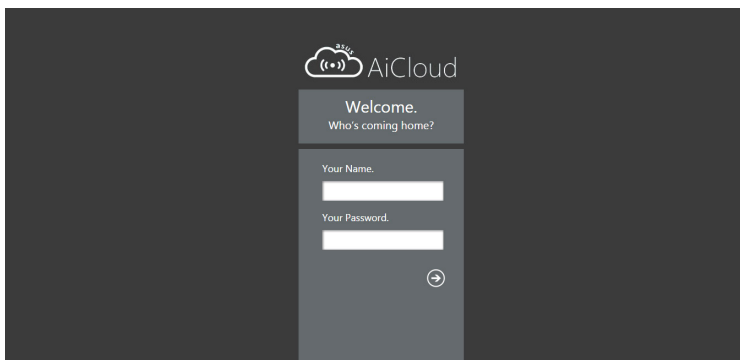 asus
AiCloud
Welcome.
Who's coming home?
Your Name.
Your Password.